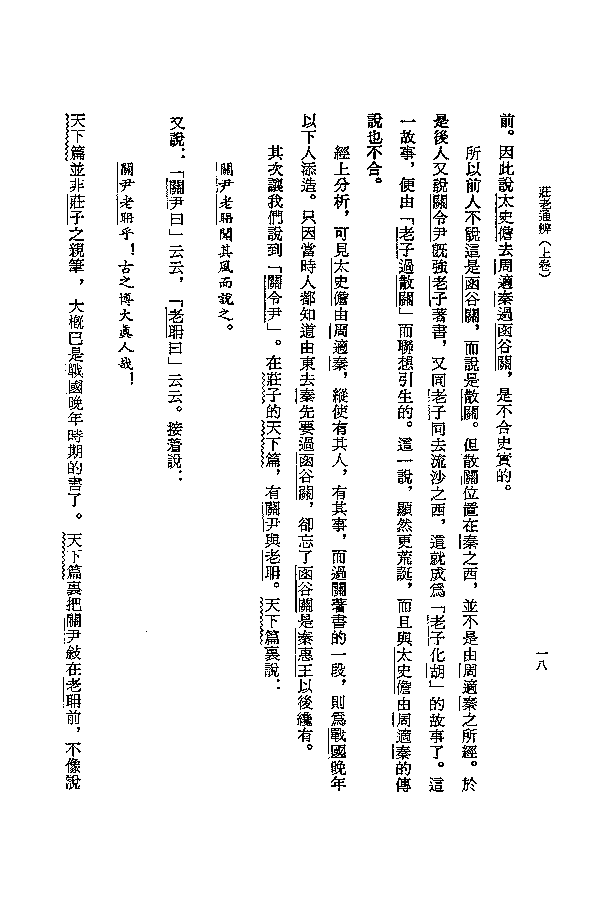 莊老通辨（上卷）
一八
前。因此說太史儋去周適秦過函谷關，是不合史實的。
所以前人不說這是函谷關，而說是散關。但散關位置在秦之西，並不是由周適秦之所經。於
是後人又說關令尹旣強老子著書，又同老子同去流沙之西，這就成爲「老子化胡」的故事了。這
一故事，便由「老子過散關」而聯想引生的。這一說，顯然更荒誕，而且與太史儋由周適秦的傳
說也不合。
經上分析，可見太史儋由周適秦，縱使有其人，有其事，而過關著書的一段，則爲戰國晚年
以下人添造。只因當時人都知道由東去秦先要過函谷關，卻忘了函谷關是秦惠王以後纔有。
其次讓我們說到「關令尹」。在莊子的天下篇，有關尹與老聃。天下篇裏說：
關尹老聃聞其風而說之。
又說：「關尹曰」云云，「老聃曰」云云。接着說：
關尹老聃乎！古之博大眞人哉！
天下篇並非莊子之親筆，大槪已是戰國晚年時期的書了。天下篇裏把關尹敍在老聃前，不像說